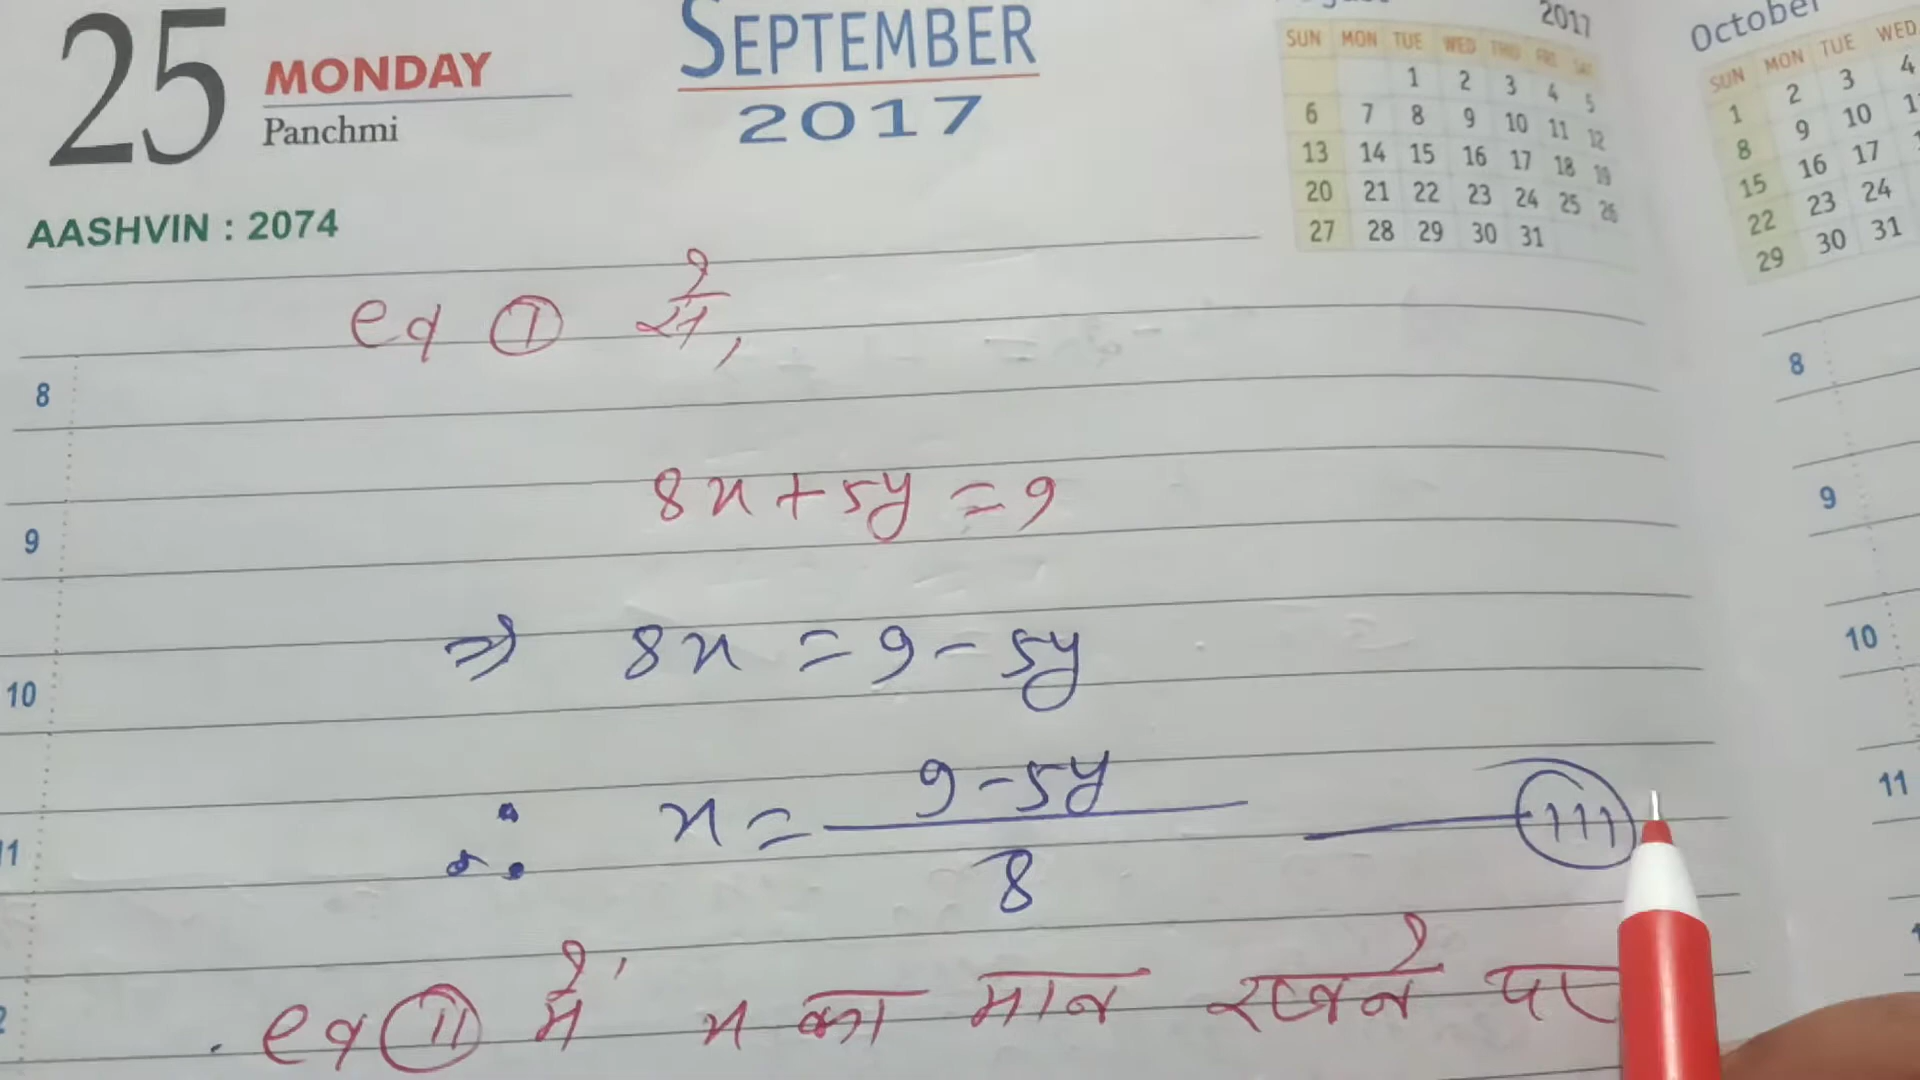 25 MONDAY
Panchmi
AASHVIN : 2074
SEPTEMBER
2017
2017
SUN MON TUE WED THU FRI SAT
1 2 3 4 5
6 7 8 9 10 11 12
13 14 15 16 17 18 19
20 21 22 23 24 25 26
27 28 29 30 31
October
SUN MON TUE WED
1 2 3 4
8 9 10
15 16 17
22 23 24
29 30 31
eq (I) से,
8
8x+5y=9
9
⇒ 8x = 9-5y
10
∴ x = 9-5y / 8 — (III)
11
eq (II) में x का मान रखने पर
8
9
10
11